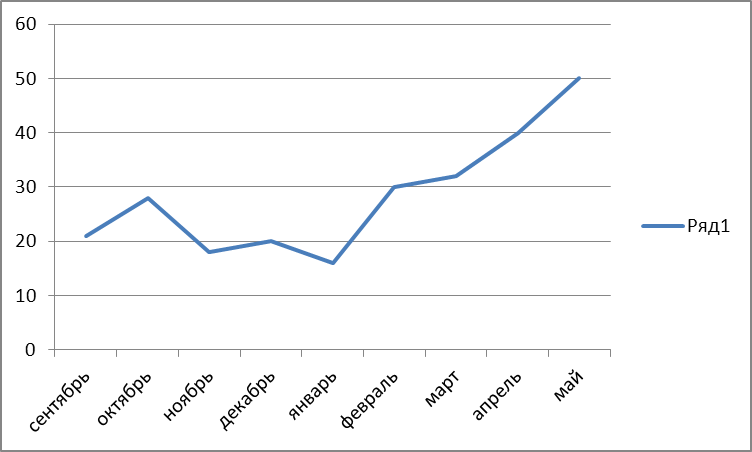 60
50
40
30
20
10
0
сентябрь
октябрь
ноябрь
декабрь
январь
февраль
март
апрель
май
Ряд1